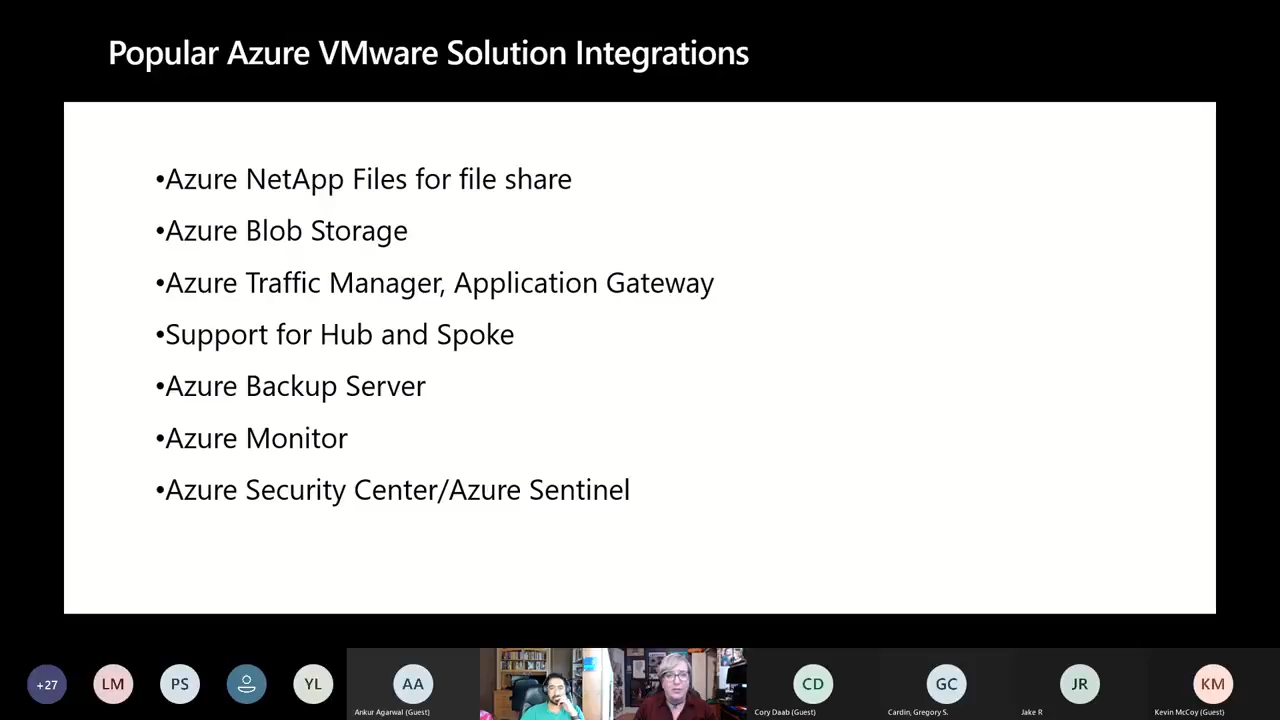 Popular Azure VMware Solution Integrations
•Azure NetApp Files for file share
•Azure Blob Storage
•Azure Traffic Manager, Application Gateway
•Support for Hub and Spoke
•Azure Backup Server
•Azure Monitor
•Azure Security Center/Azure Sentinel
+27
LM
PS
YL
AA
CD
GC
JR
KM
Ankur Agarwal (Guest)
Cory Daab (Guest)
Cardin, Gregory S.
Jake R
Kevin McCoy (Guest)